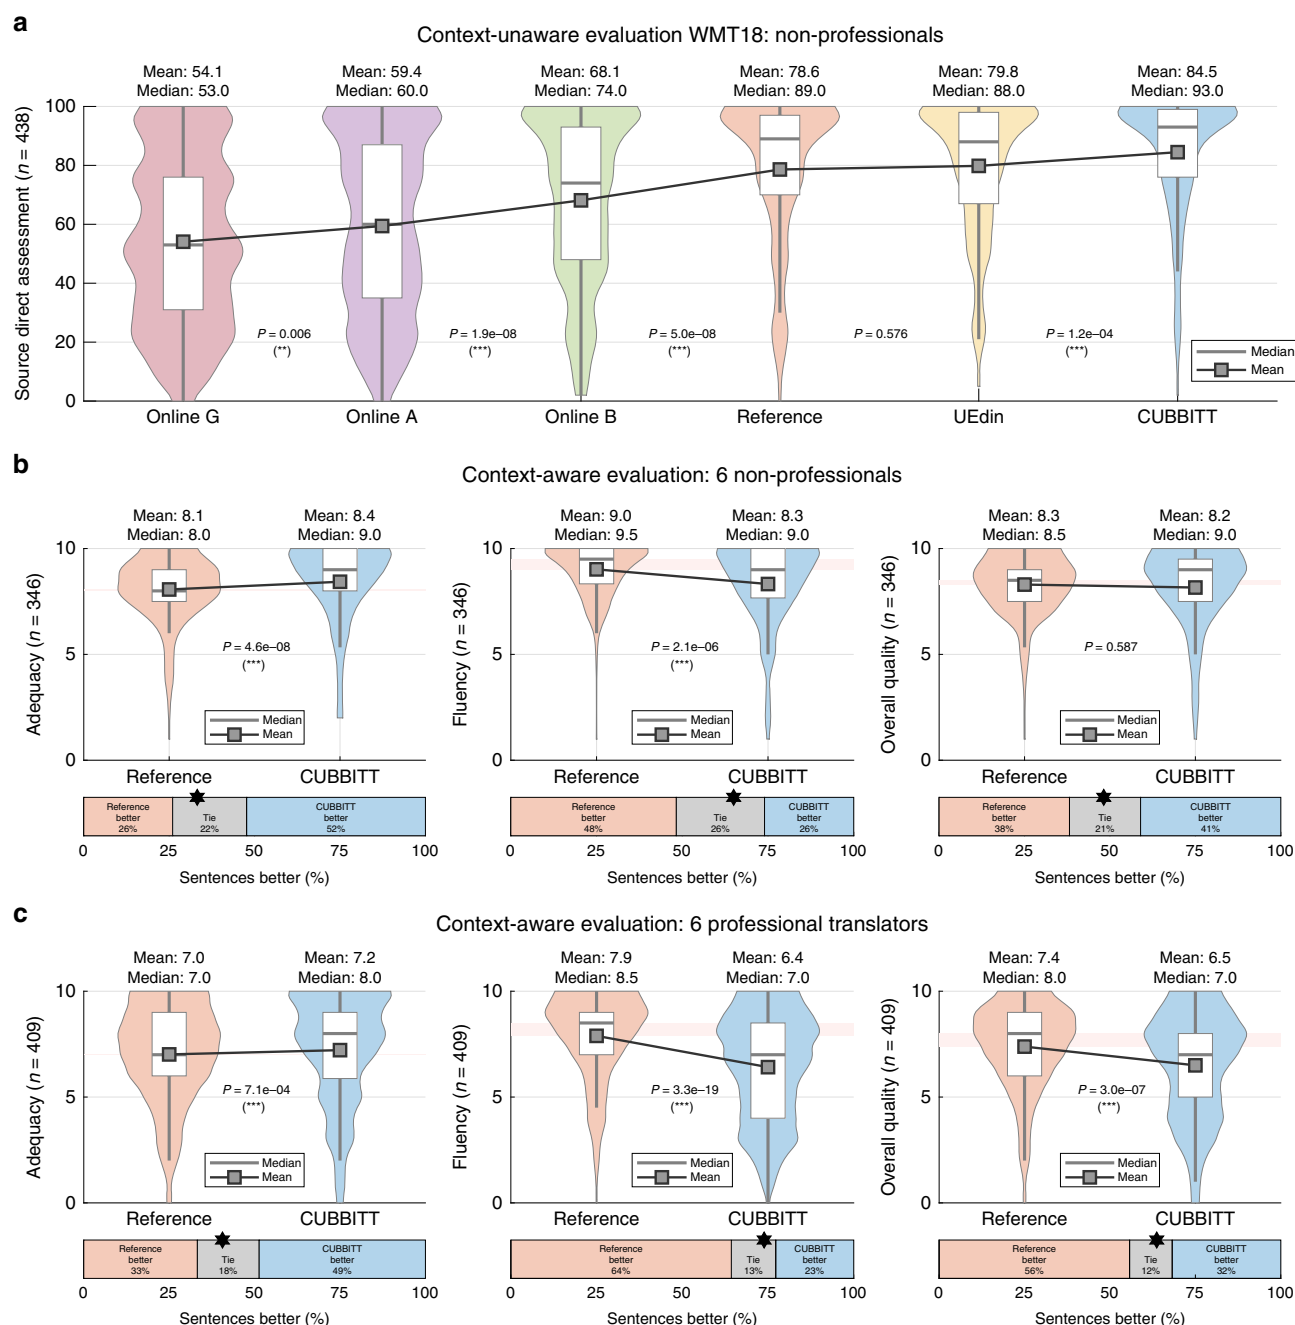 a
Context-unaware evaluation WMT18: non-professionals
Mean: 54.1 Mean: 59.4 Mean: 68.1 Mean: 78.6 Mean: 79.8 Mean: 84.5
Median: 53.0 Median: 60.0 Median: 74.0 Median: 89.0 Median: 88.0 Median: 93.0
Source direct assessment (n = 438)
100
80
60
40
20
0
P = 0.006 P = 1.9e–08 P = 5.0e–08 P = 0.576 P = 1.2e–04
(**) (***) (***) (***)
Median
Mean
Online G Online A Online B Reference UEdin CUBBITT
b
Context-aware evaluation: 6 non-professionals
Mean: 8.1 Mean: 8.4
Median: 8.0 Median: 9.0
Adequacy (n = 346)
10
5
0
P = 4.6e–08
(***)
Median
Mean
Reference CUBBITT
Reference better 26%
Tie 22%
CUBBITT better 52%
0 25 50 75 100
Sentences better (%)
Mean: 9.0 Mean: 8.3
Median: 9.5 Median: 9.0
Fluency (n = 346)
10
5
0
P = 2.1e–06
(***)
Median
Mean
Reference CUBBITT
Reference better 48%
Tie 26%
CUBBITT better 26%
0 25 50 75 100
Sentences better (%)
Mean: 8.3 Mean: 8.2
Median: 8.5 Median: 9.0
Overall quality (n = 346)
10
5
0
P = 0.587
Median
Mean
Reference CUBBITT
Reference better 38%
Tie 21%
CUBBITT better 41%
0 25 50 75 100
Sentences better (%)
c
Context-aware evaluation: 6 professional translators
Mean: 7.0 Mean: 7.2
Median: 7.0 Median: 8.0
Adequacy (n = 409)
10
5
0
P = 7.1e–04
(***)
Median
Mean
Reference CUBBITT
Reference better 33%
Tie 18%
CUBBITT better 49%
0 25 50 75 100
Sentences better (%)
Mean: 7.9 Mean: 6.4
Median: 8.5 Median: 7.0
Fluency (n = 409)
10
5
0
P = 3.3e–19
(***)
Median
Mean
Reference CUBBITT
Reference better 64%
Tie 13%
CUBBITT better 23%
0 25 50 75 100
Sentences better (%)
Mean: 7.4 Mean: 6.5
Median: 8.0 Median: 7.0
Overall quality (n = 409)
10
5
0
P = 3.0e–07
(***)
Median
Mean
Reference CUBBITT
Reference better 56%
Tie 12%
CUBBITT better 32%
0 25 50 75 100
Sentences better (%)